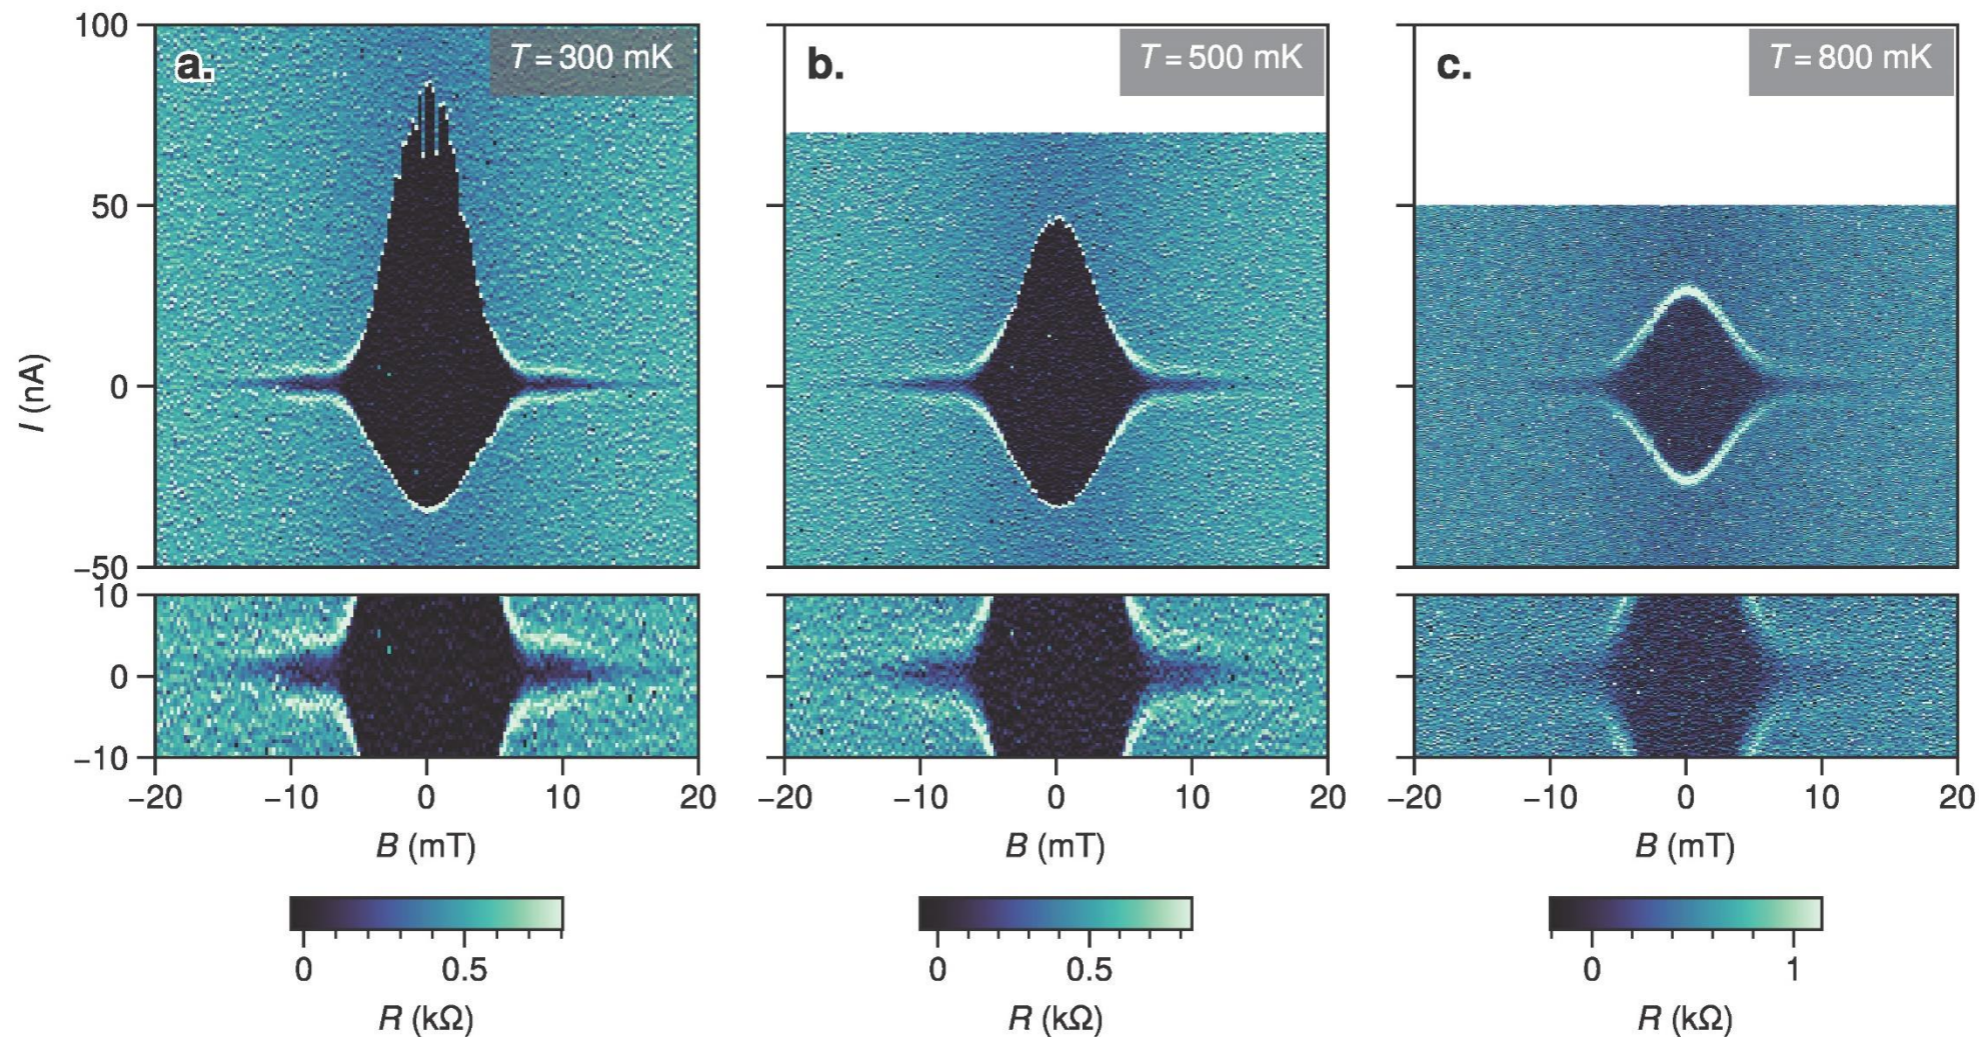 a.
T = 300 mK
b.
T = 500 mK
c.
T = 800 mK
100
50
0
−50
I (nA)
10
0
−10
−20 −10 0 10 20
−20 −10 0 10 20
−20 −10 0 10 20
B (mT)
B (mT)
B (mT)
0 0.5
0 0.5
0 1
R (kΩ)
R (kΩ)
R (kΩ)